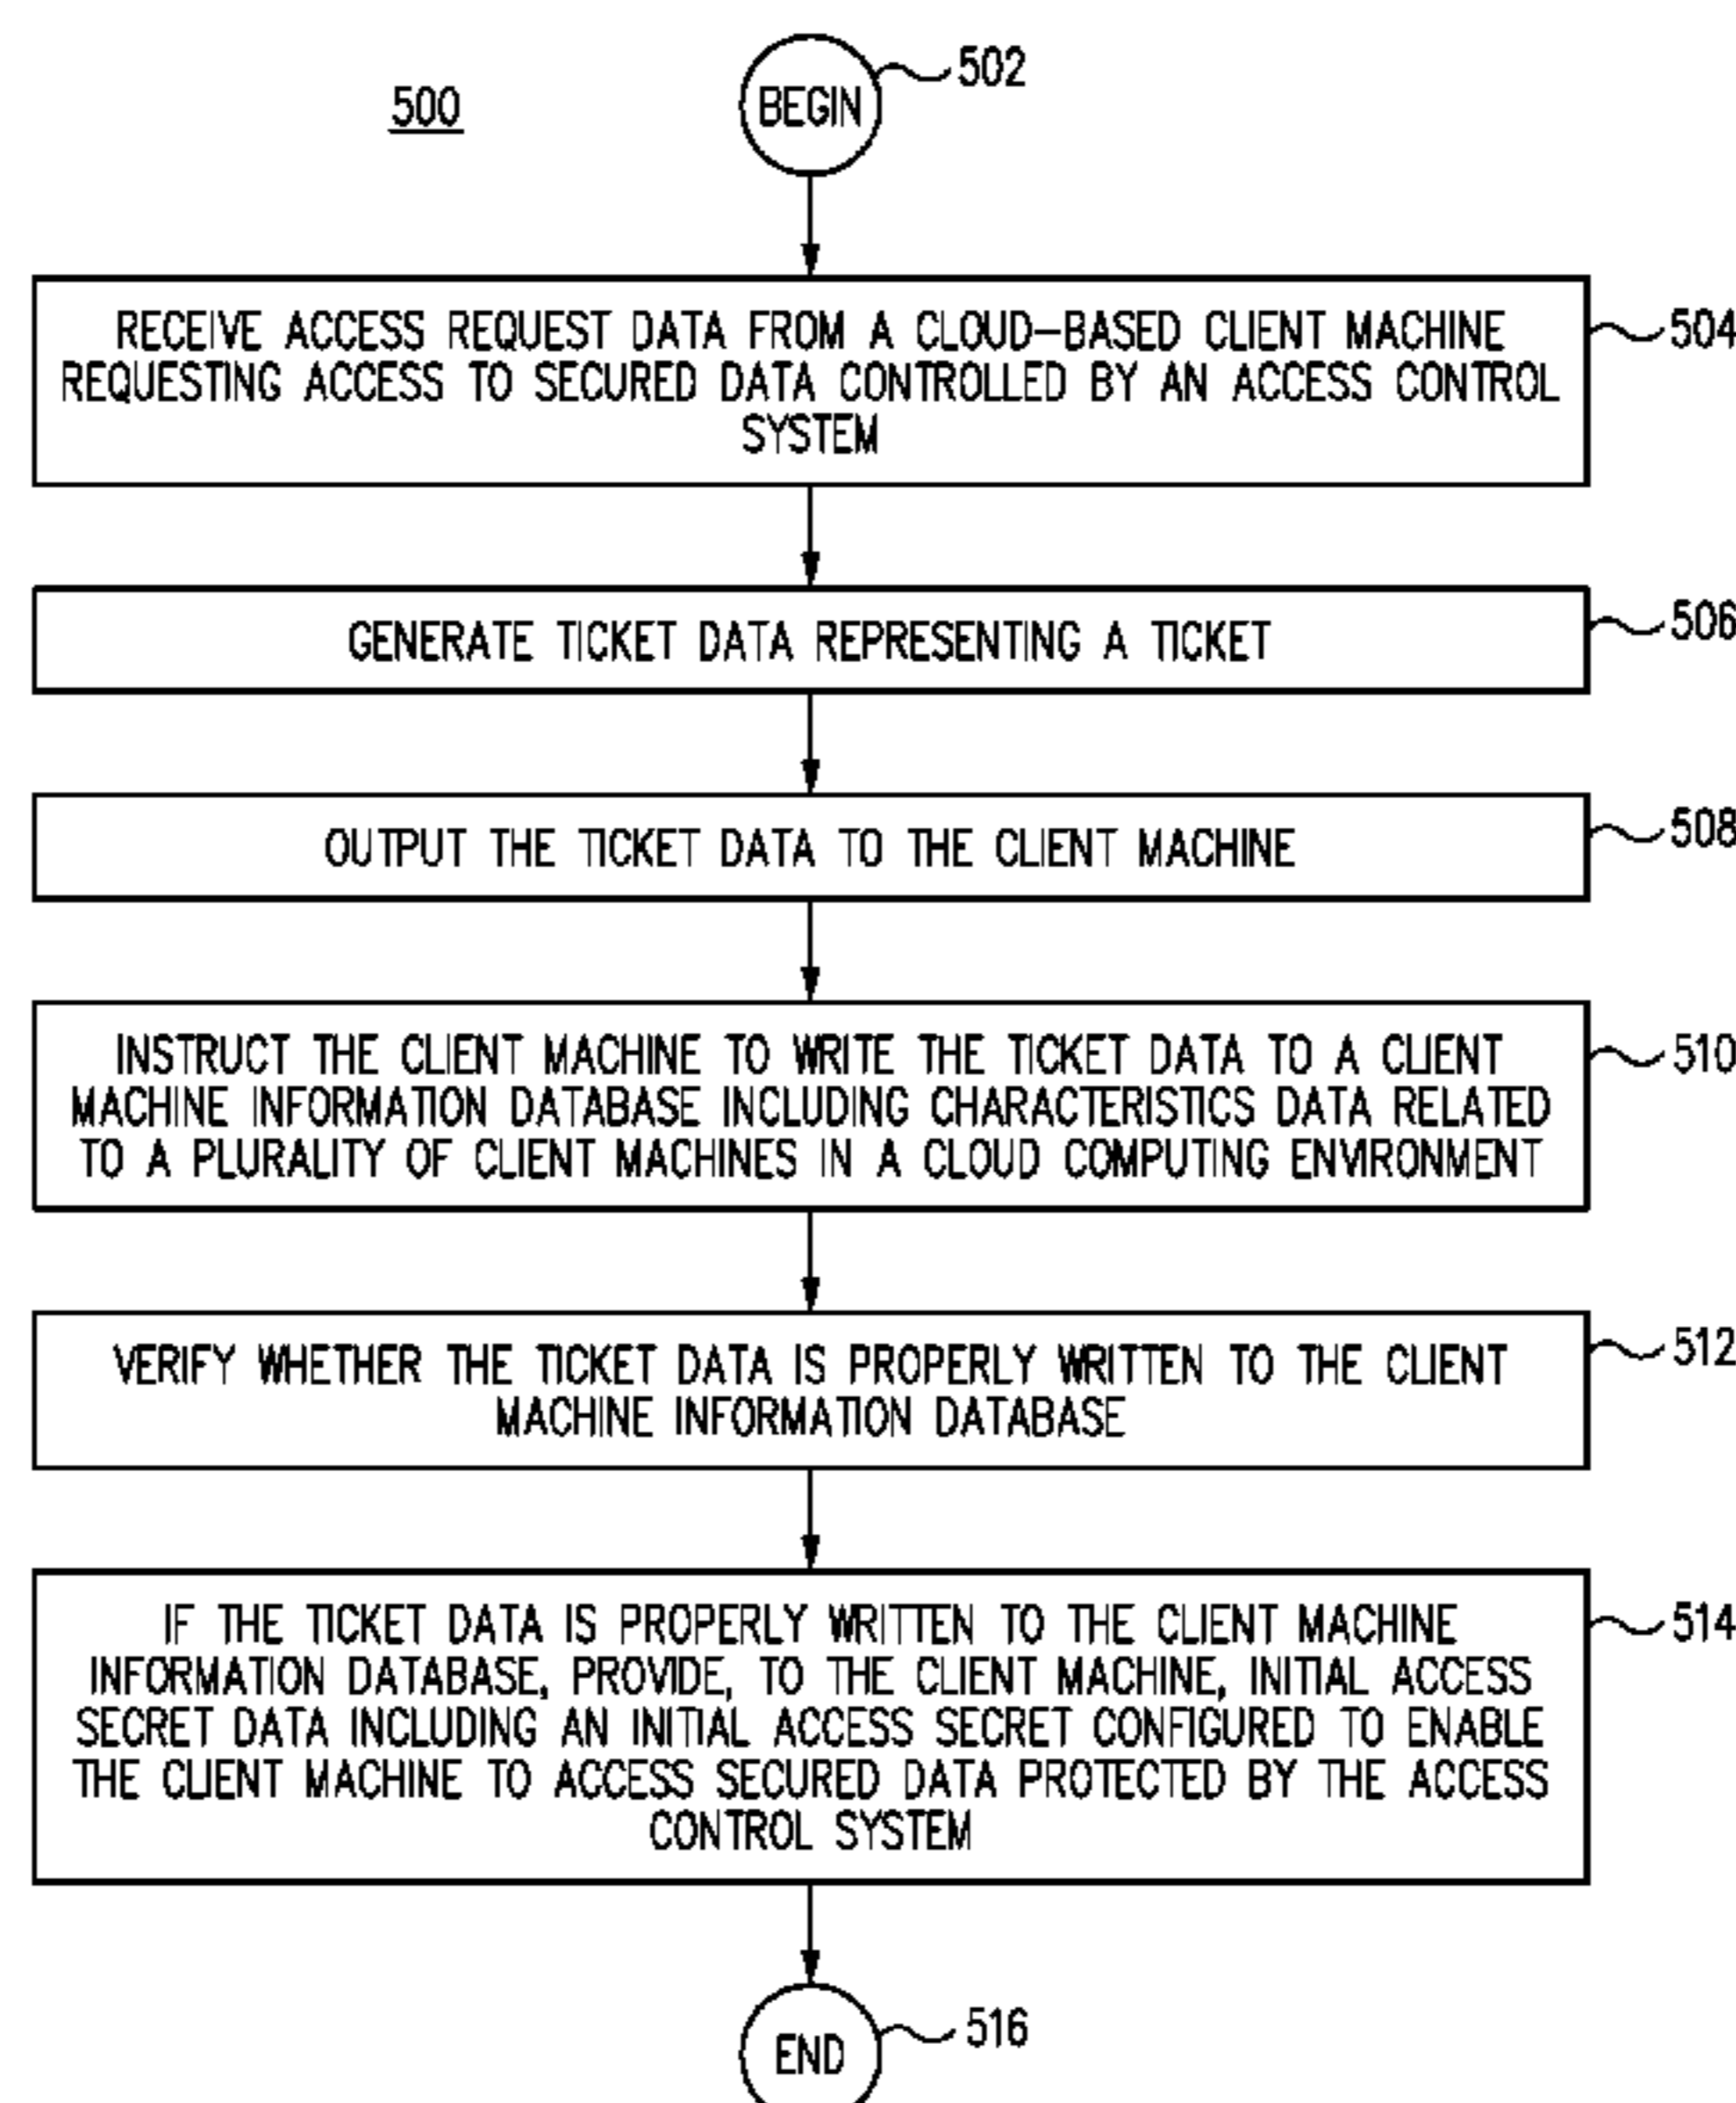 500
BEGIN
502
RECEIVE ACCESS REQUEST DATA FROM A CLOUD-BASED CLIENT MACHINE
REQUESTING ACCESS TO SECURED DATA CONTROLLED BY AN ACCESS CONTROL
SYSTEM
504
GENERATE TICKET DATA REPRESENTING A TICKET
506
OUTPUT THE TICKET DATA TO THE CLIENT MACHINE
508
INSTRUCT THE CLIENT MACHINE TO WRITE THE TICKET DATA TO A CLIENT
MACHINE INFORMATION DATABASE INCLUDING CHARACTERISTICS DATA RELATED
TO A PLURALITY OF CLIENT MACHINES IN A CLOUD COMPUTING ENVIRONMENT
510
VERIFY WHETHER THE TICKET DATA IS PROPERLY WRITTEN TO THE CLIENT
MACHINE INFORMATION DATABASE
512
IF THE TICKET DATA IS PROPERLY WRITTEN TO THE CLIENT MACHINE
INFORMATION DATABASE, PROVIDE, TO THE CLIENT MACHINE, INITIAL ACCESS
SECRET DATA INCLUDING AN INITIAL ACCESS SECRET CONFIGURED TO ENABLE
THE CLIENT MACHINE TO ACCESS SECURED DATA PROTECTED BY THE ACCESS
CONTROL SYSTEM
514
END
516